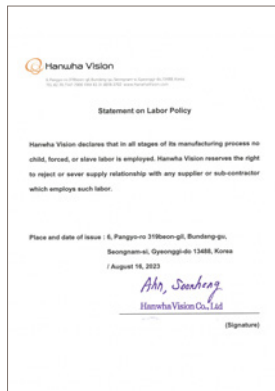 Hanwha Vision
Statement on Labor Policy
Hanwha Vision declares that in all stages of its manufacturing process no
child, forced, or slave labor is employed. Hanwha Vision reserves the right
to reject or sever supply relationship with any supplier or sub-contractor
which employs such labor.
Place and date of issue : 6, Pangyo-ro 319beon-gil, Bundang-gu,
Seongnam-si, Gyeonggi-do 13488, Korea
/ August 16, 2023
Ahn, Soonhong
Hanwha Vision Co., Ltd
(Signature)